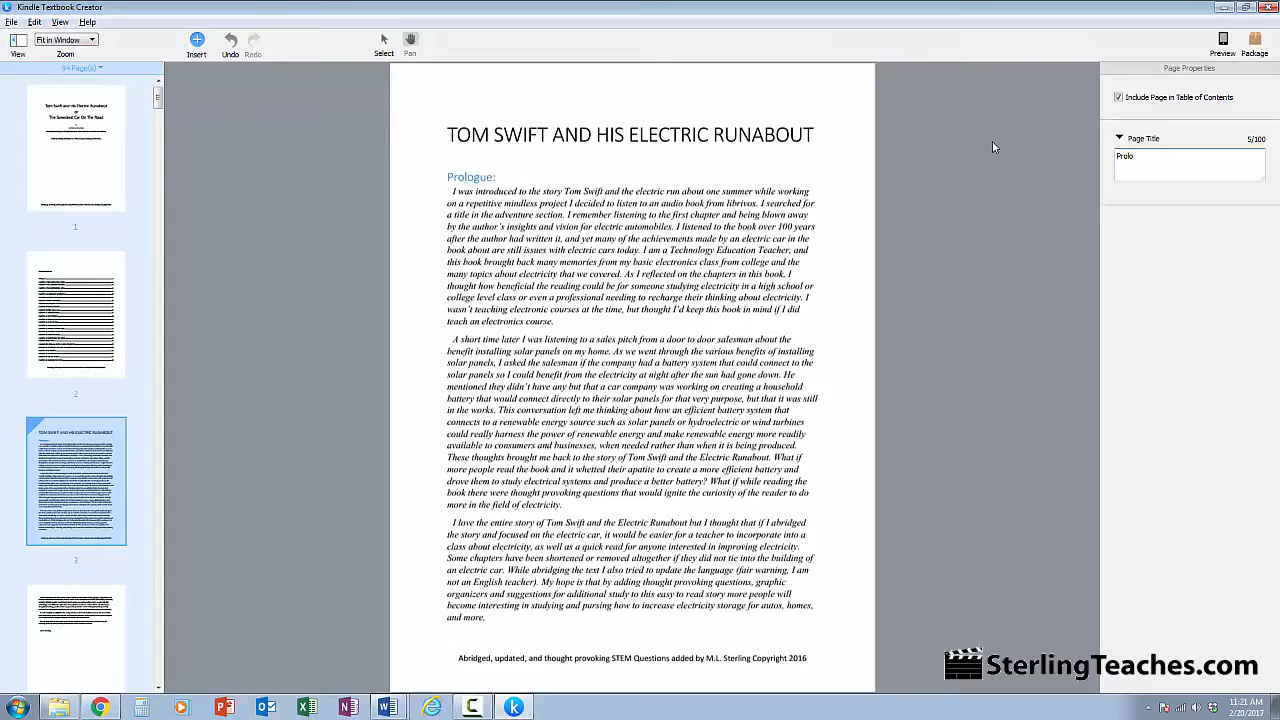 Kindle Textbook Creator
File Edit View Help
View
Fit in Window
Zoom
Insert
Undo
Redo
Select
Pan
Preview
Package
94 Page(s)
Page Properties
Tom Swift and His Electric Runabout
or
The Speediest Car On The Road
1
2
TOM SWIFT AND HIS ELECTRIC RUNABOUT
3
Include Page in Table of Contents
Page Title 5/100
Prolo
TOM SWIFT AND HIS ELECTRIC RUNABOUT
Prologue:
I was introduced to the story Tom Swift and the electric run about one summer while working
on a repetitive mindless project I decided to listen to an audio book from librivox. I searched for
a title in the adventure section. I remember listening to the first chapter and being blown away
by the author's insights and vision for electric automobiles. I listened to the book over 100 years
after the author had written it, and yet many of the achievements made by an electric car in the
book about are still issues with electric cars today. I am a Technology Education Teacher, and
this book brought back many memories from my basic electronics class from college and the
many topics about electricity that we covered. As I reflected on the chapters in this book, I
thought how beneficial the reading could be for someone studying electricity in a high school or
college level class or even a professional needing to recharge their thinking about electricity. I
wasn't teaching electronic courses at the time, but thought I'd keep this book in mind if I did
teach an electronics course.
A short time later I was listening to a sales pitch from a door to door salesman about the
benefit installing solar panels on my home. As we went through the various benefits of installing
solar panels, I asked the salesman if the company had a battery system that could connect to the
solar panels so I could benefit from the electricity at night after the sun had gone down. He
mentioned they didn't have any but that a car company was working on creating a household
battery that would connect directly to their solar panels for that very purpose, but that it was still
in the works. This conversation left me thinking about how an efficient battery system that
connects to a renewable energy source such as solar panels or hydroelectric or wind turbines
could really harness the power of renewable energy and make renewable energy more readily
available to consumers and businesses, when needed rather than when it is being produced.
These thoughts brought me back to the story of Tom Swift and the Electric Runabout. What if
more people read the book and it whetted their apatite to create a more efficient battery and
drove them to study electrical systems and produce a better battery? What if while reading the
book there were thought provoking questions that would ignite the curiosity of the reader to do
more in the field of electricity.
I love the entire story of Tom Swift and the Electric Runabout but I thought that if I abridged
the story and focused on the electric car, it would be easier for a teacher to incorporate into a
class about electricity, as well as a quick read for anyone interested in improving electricity.
Some chapters have been shortened or removed altogether if they did not tie into the building of
an electric car. While abridging the text I also tried to update the language (fair warning, I am
not an English teacher). My hope is that by adding thought provoking questions, graphic
organizers and suggestions for additional study to this easy to read story more people will
become interesting in studying and pursing how to increase electricity storage for autos, homes,
and more.
Abridged, updated, and thought provoking STEM Questions added by M.L. Sterling Copyright 2016
SterlingTeaches.com
11:21 AM
2/20/2017